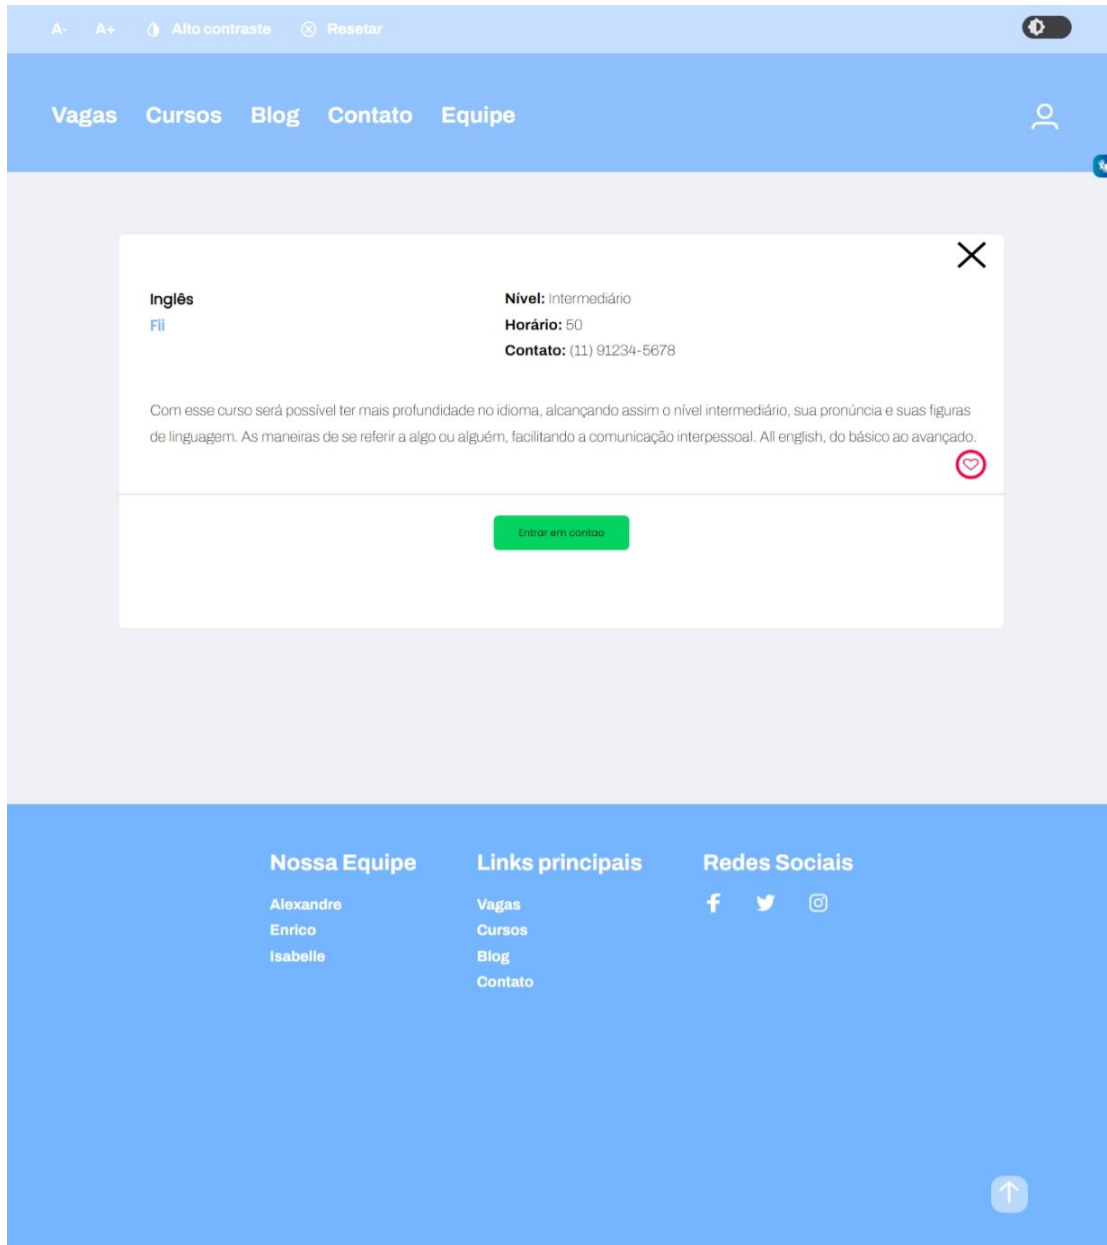 A- A+ Alto contraste Resetar
Vagas Cursos Blog Contato Equipe
Inglês
Fii
Nível: Intermediário
Horário: 50
Contato: (11) 91234-5678
Com esse curso será possível ter mais profundidade no idioma, alcançando assim o nível intermediário, sua pronúncia e suas figuras
de linguagem. As maneiras de se referir a algo ou alguém, facilitando a comunicação interpessoal. All english, do básico ao avançado.
Entrar em contao
Nossa Equipe
Alexandre
Enrico
Isabelle
Links principais
Vagas
Cursos
Blog
Contato
Redes Sociais